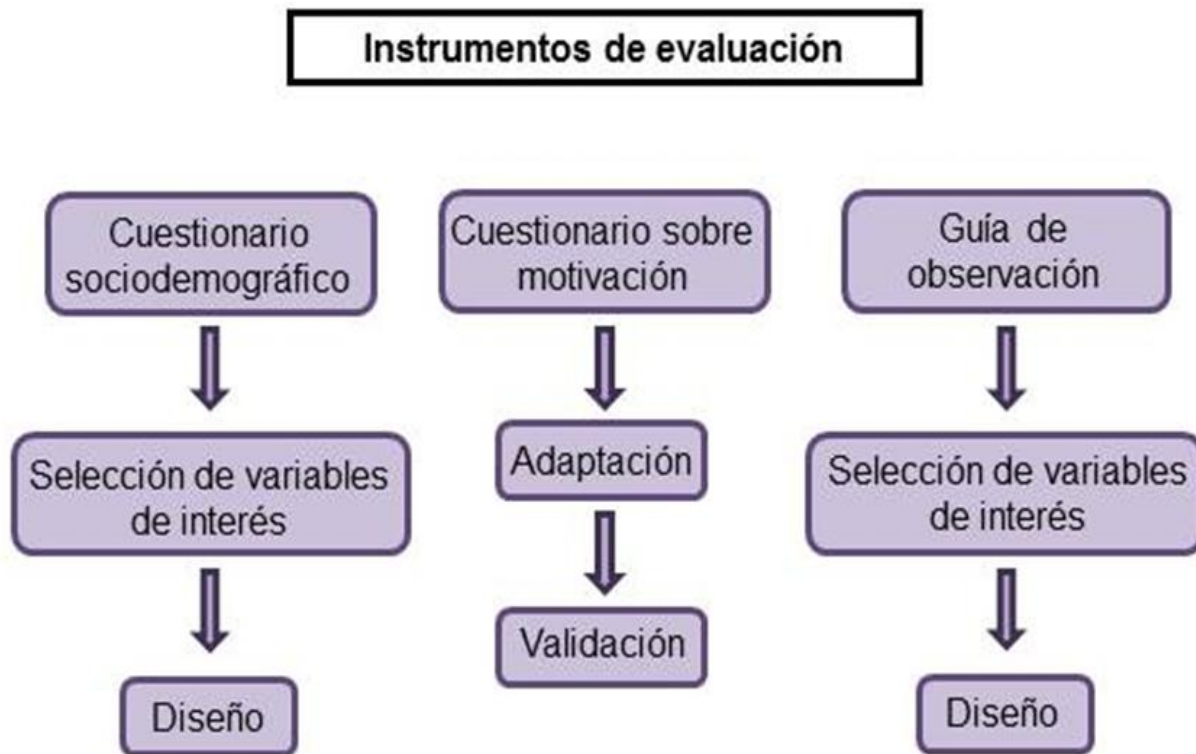 Instrumentos de evaluación
Cuestionario
sociodemográfico
Selección de variables
de interés
Diseño
Cuestionario sobre
motivación
Adaptación
Validación
Guía de
observación
Selección de variables
de interés
Diseño